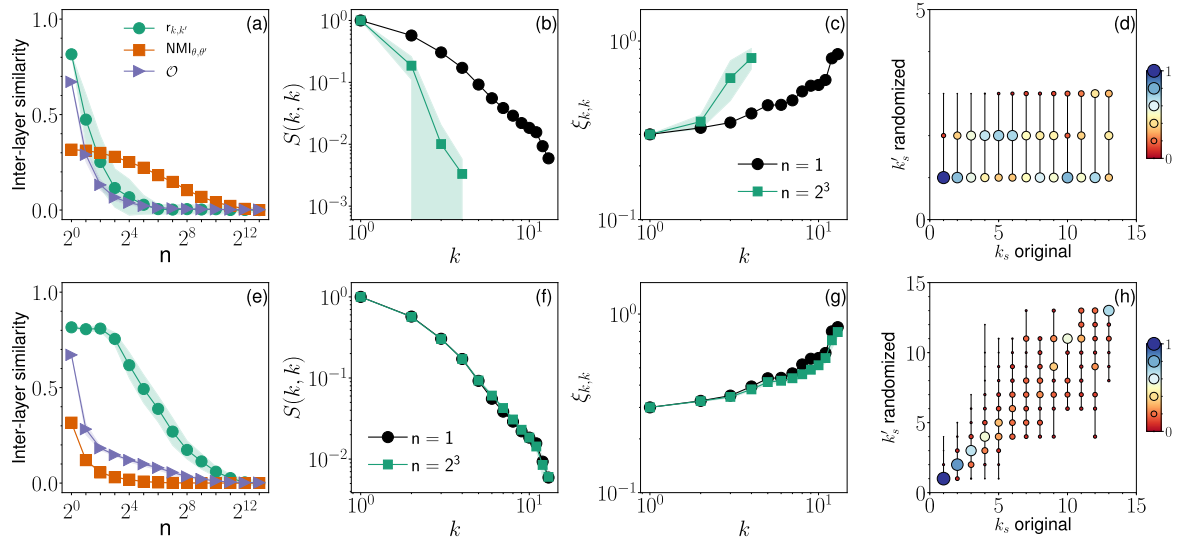 (a)
r_{k,k'}
NMI_{θ,θ'}
𝒪
Inter-layer similarity
1.0
0.5
0.0
2^0
2^4
2^8
2^12
n
(b)
S(k, k)
10^0
10^-1
10^-2
10^-3
10^0
10^1
k
(c)
ξ_{k,k}
10^0
10^-1
n = 1
n = 2^3
10^0
10^1
k
(d)
k'_s randomized
5
0
0
5
10
15
k_s original
1
0
(e)
Inter-layer similarity
1.0
0.5
0.0
2^0
2^4
2^8
2^12
n
(f)
S(k, k)
10^0
10^-1
10^-2
n = 1
n = 2^3
10^0
10^1
k
(g)
ξ_{k,k}
10^0
10^-1
n = 1
n = 2^3
10^0
10^1
k
(h)
k'_s randomized
15
10
5
0
0
5
10
15
k_s original
1
0